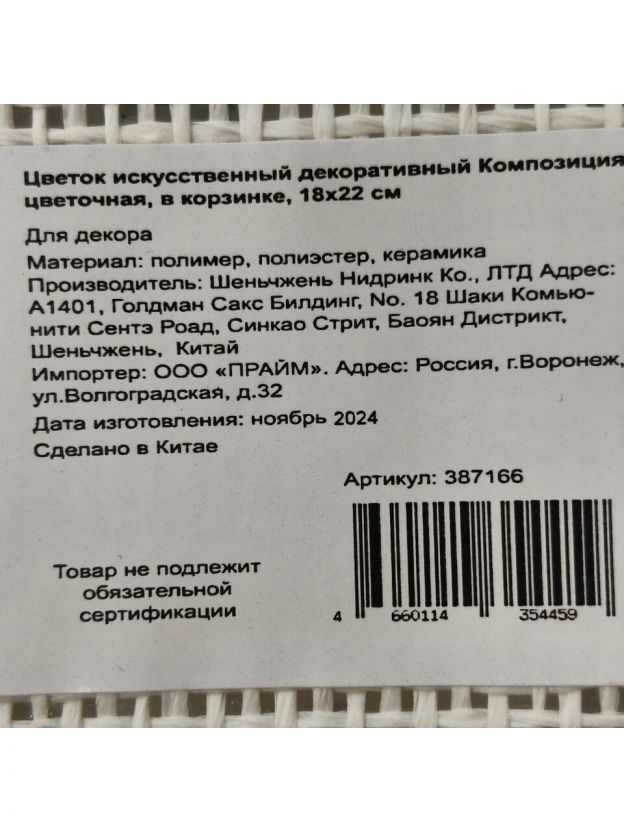 Цветок искусственный декоративный Композиция
цветочная, в корзинке, 18х22 см
Для декора
Материал: полимер, полиэстер, керамика
Производитель: Шеньчжень Нидринк Ко., ЛТД Адрес:
А1401, Голдман Сакс Билдинг, No. 18 Шаки Комью-
нити Сентэ Роад, Синкао Стрит, Баоян Дистрикт,
Шеньчжень, Китай
Импортер: ООО «ПРАЙМ». Адрес: Россия, г.Воронеж,
ул.Волгоградская, д.32
Дата изготовления: ноябрь 2024
Сделано в Китае
Артикул: 387166
Товар не подлежит
обязательной
сертификации
4 660114 354459